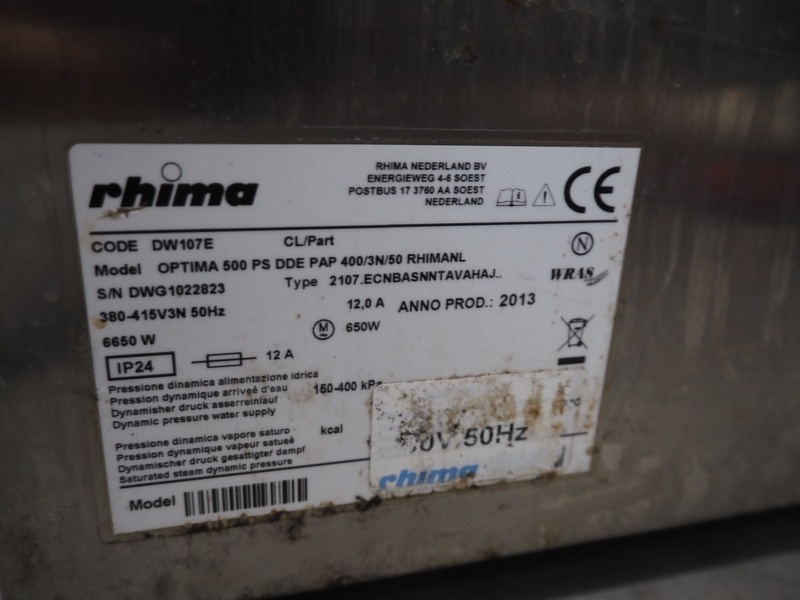 rhima
RHIMA NEDERLAND BV
ENERGIEWEG 4-6 SOEST
POSTBUS 17 3760 AA SOEST
NEDERLAND
CE
CODE DW107E CL/Part
Model OPTIMA 500 PS DDE PAP 400/3N/50 RHIMANL
N
S/N DWG1022823 Type 2107.ECNBASNNTAVAHAJ..
WRAS
380-415V3N 50Hz 12,0 A ANNO PROD.: 2013
6650 W M 650W
IP24 12 A
Pressione dinamica alimentazione idrica
Pression dynamique arriveè d'eau 150-400 kPa
Dynamisher druck asserreinlauf
Dynamic pressure water supply
°C
Pressione dinamica vapore saturo kcal
Pression dynamique vapeur satueè
Dynamischer druck gesattigter dampf
Saturated steam dynamic pressure
0V 50Hz
rhima
Model